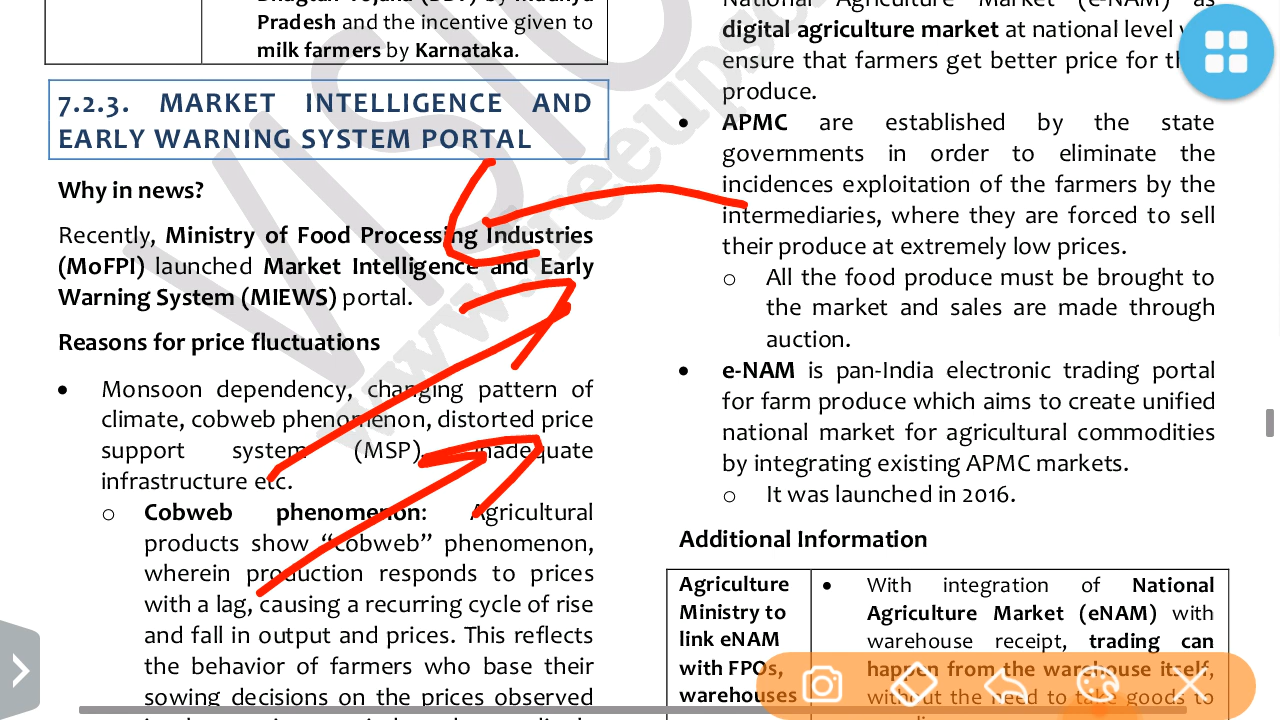 Pradesh and the incentive given to
milk farmers by Karnataka.
7.2.3. MARKET INTELLIGENCE AND
EARLY WARNING SYSTEM PORTAL
Why in news?
Recently, Ministry of Food Processing Industries
(MoFPI) launched Market Intelligence and Early
Warning System (MIEWS) portal.
Reasons for price fluctuations
• Monsoon dependency, changing pattern of
climate, cobweb phenomenon, distorted price
support system (MSP), inadequate
infrastructure etc.
o Cobweb phenomenon: Agricultural
products show “cobweb” phenomenon,
wherein production responds to prices
with a lag, causing a recurring cycle of rise
and fall in output and prices. This reflects
the behavior of farmers who base their
sowing decisions on the prices observed
National Agriculture Market (e-NAM) as
digital agriculture market at national level
ensure that farmers get better price for
produce.
• APMC are established by the state
governments in order to eliminate the
incidences exploitation of the farmers by the
intermediaries, where they are forced to sell
their produce at extremely low prices.
o All the food produce must be brought to
the market and sales are made through
auction.
• e-NAM is pan-India electronic trading portal
for farm produce which aims to create unified
national market for agricultural commodities
by integrating existing APMC markets.
o It was launched in 2016.
Additional Information
Agriculture
Ministry to
link eNAM
with FPOs,
warehouses
• With integration of National
Agriculture Market (eNAM) with
warehouse receipt, trading can
happen from the warehouse itself,
without the need to take goods to